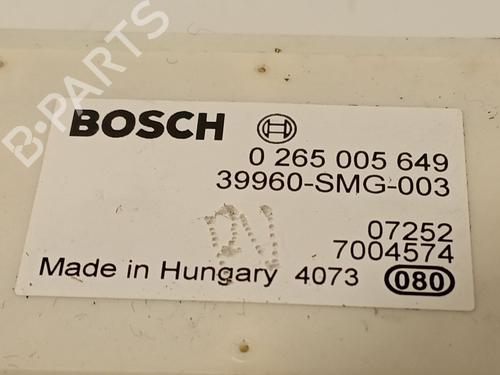 B-PARTS
BOSCH
0 265 005 649
39960-SMG-003
07252
7004574
Made in Hungary 4073 080